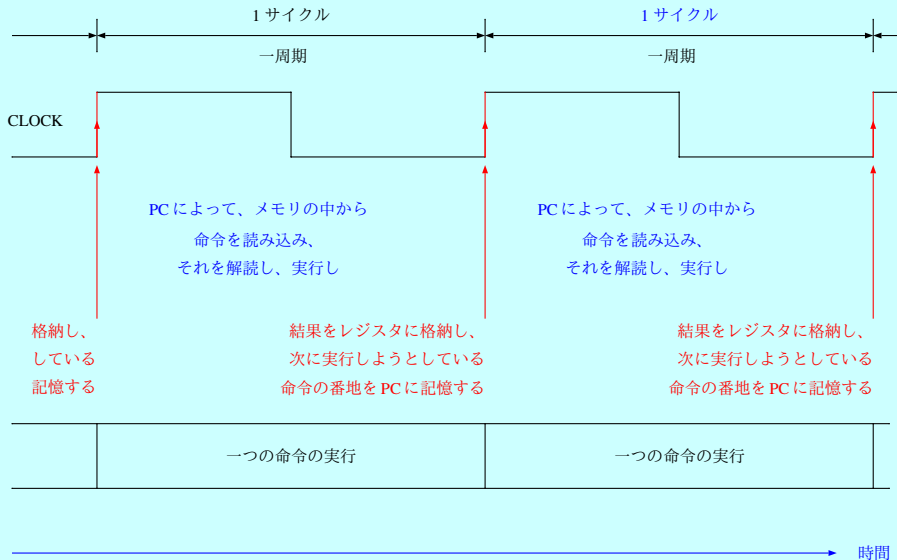 1 サイクル
1 サイクル
一周期
一周期
CLOCK
PCによって、メモリの中から
命令を読み込み、
それを解読し、実行し
PCによって、メモリの中から
命令を読み込み、
それを解読し、実行し
格納し、
している
記憶する
結果をレジスタに格納し、
次に実行しようとしている
命令の番地をPCに記憶する
結果をレジスタに格納し、
次に実行しようとしている
命令の番地をPCに記憶する
一つの命令の実行
一つの命令の実行
時間